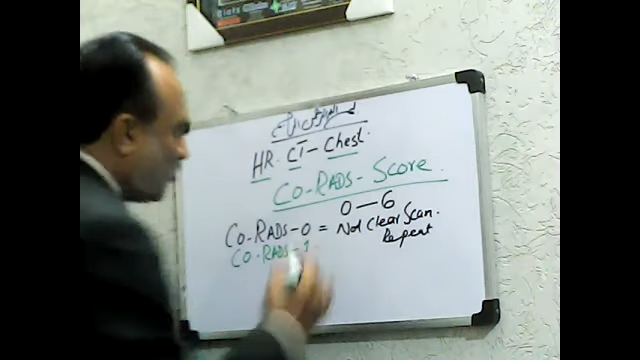 HR. CT - Chest.
CO-RADS - Score
0 — 6
CO-RADS - 0 = Not Clear Scan.
Repeat
CO-RADS - 1